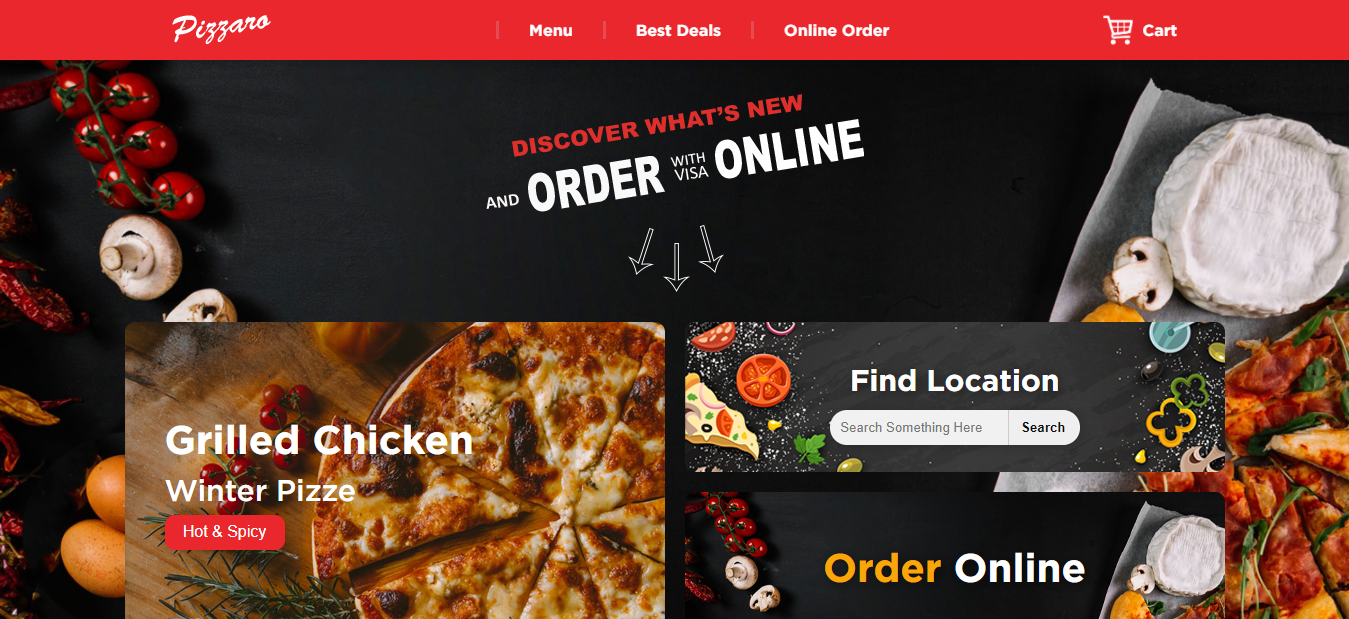 Pizzaro
Menu
Best Deals
Online Order
Cart
DISCOVER WHAT'S NEW
AND ORDER WITH VISA ONLINE
Grilled Chicken
Winter Pizze
Hot & Spicy
Find Location
Search Something Here
Search
Order Online